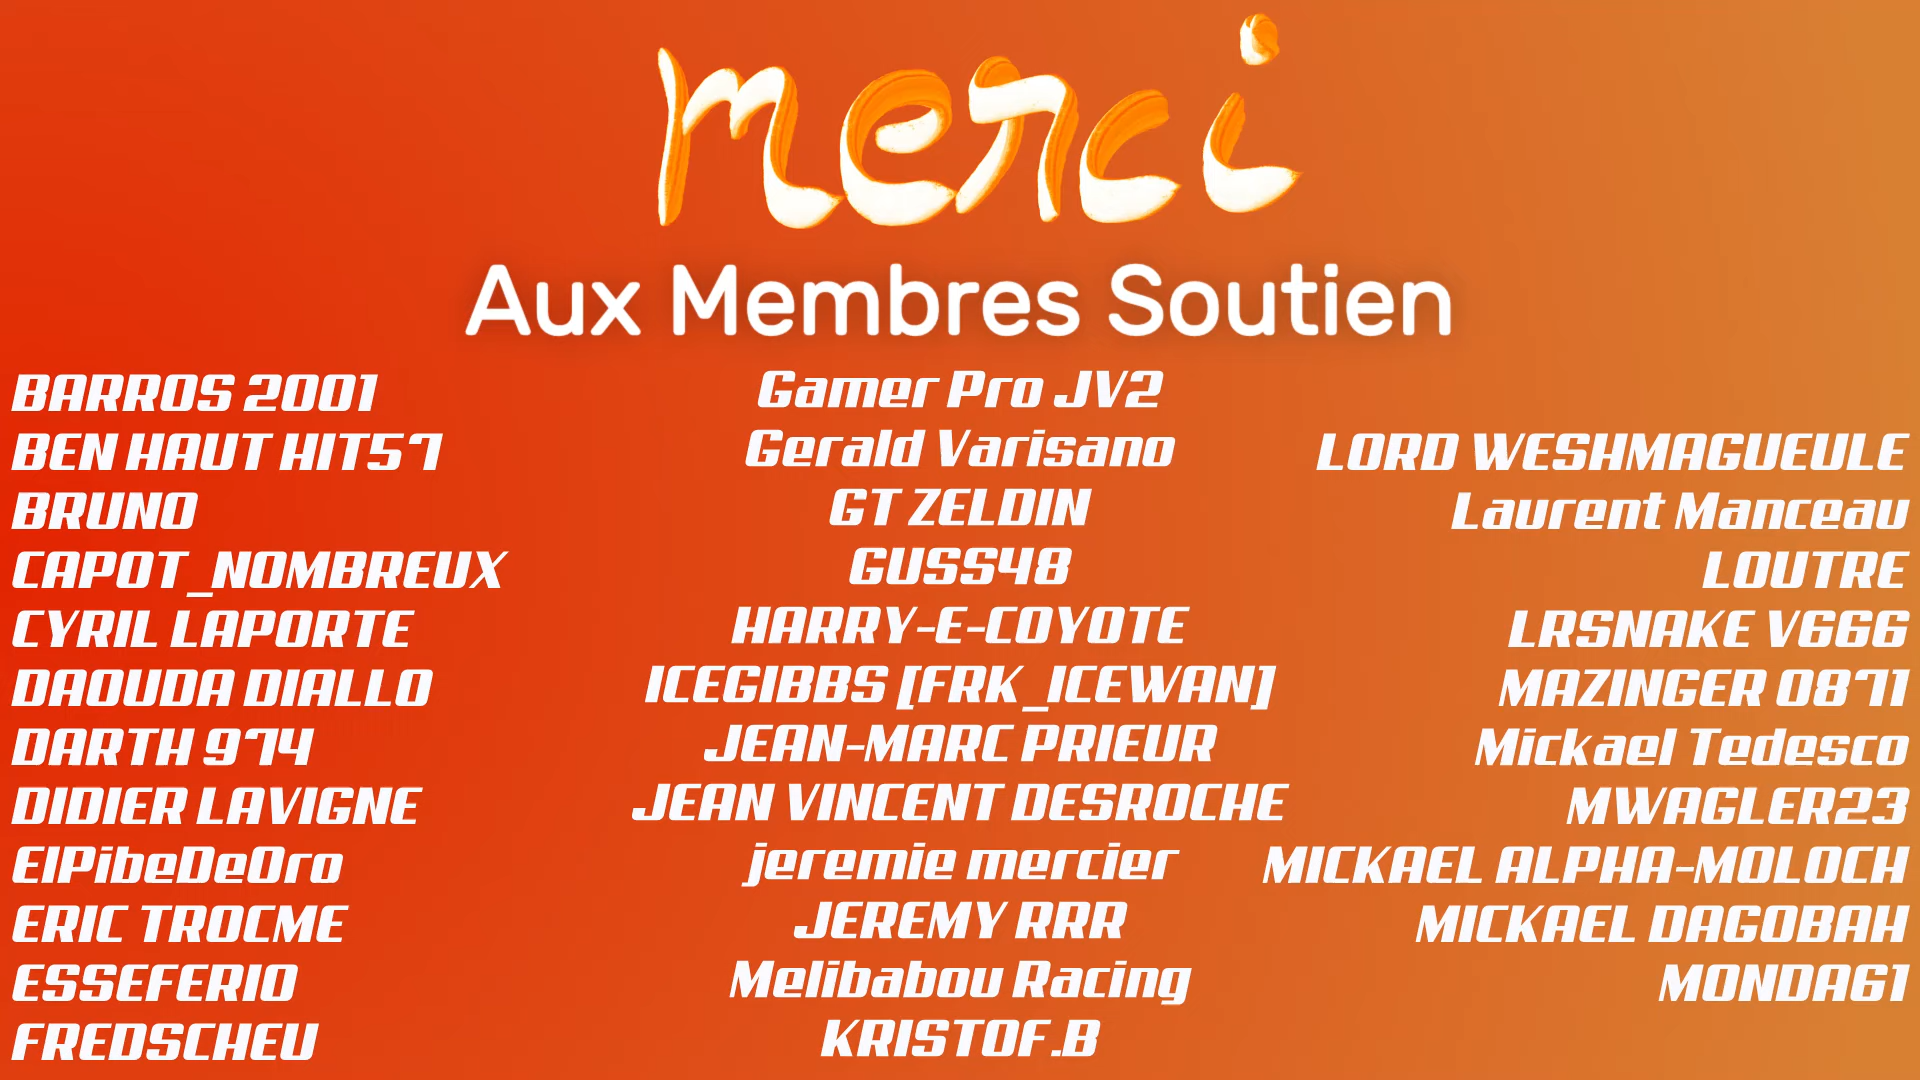 merci
Aux Membres Soutien
BARROS 2001
BEN HAUT HIT57
BRUNO
CAPOT_NOMBREUX
CYRIL LAPORTE
DAOUDA DIALLO
DARTH 974
DIDIER LAVIGNE
ElPibeDeOro
ERIC TROCME
ESSEFERIO
FREDSCHEU
Gamer Pro JV2
Gerald Varisano
GT ZELDIN
GUSS48
HARRY-E-COYOTE
ICEGIBBS [FRK_ICEWAN]
JEAN-MARC PRIEUR
JEAN VINCENT DESROCHE
jeremie mercier
JEREMY RRR
Melibabou Racing
KRISTOF.B
LORD WESHMAGUEULE
Laurent Manceau
LOUTRE
LRSNAKE V666
MAZINGER 0871
Mickael Tedesco
MWAGLER23
MICKAEL ALPHA-MOLOCH
MICKAEL DAGOBAH
MONDA61